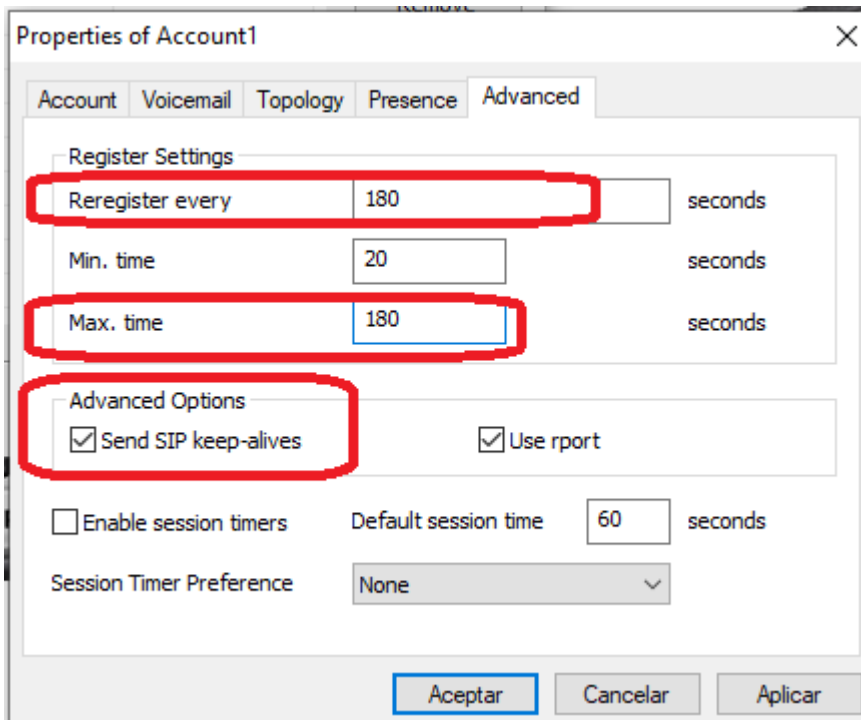 Remove
Properties of Account1
Account Voicemail Topology Presence Advanced
Register Settings
Reregister every 180 seconds
Min. time 20 seconds
Max. time 180 seconds
Advanced Options
Send SIP keep-alives Use rport
Enable session timers Default session time 60 seconds
Session Timer Preference None
Aceptar Cancelar Aplicar